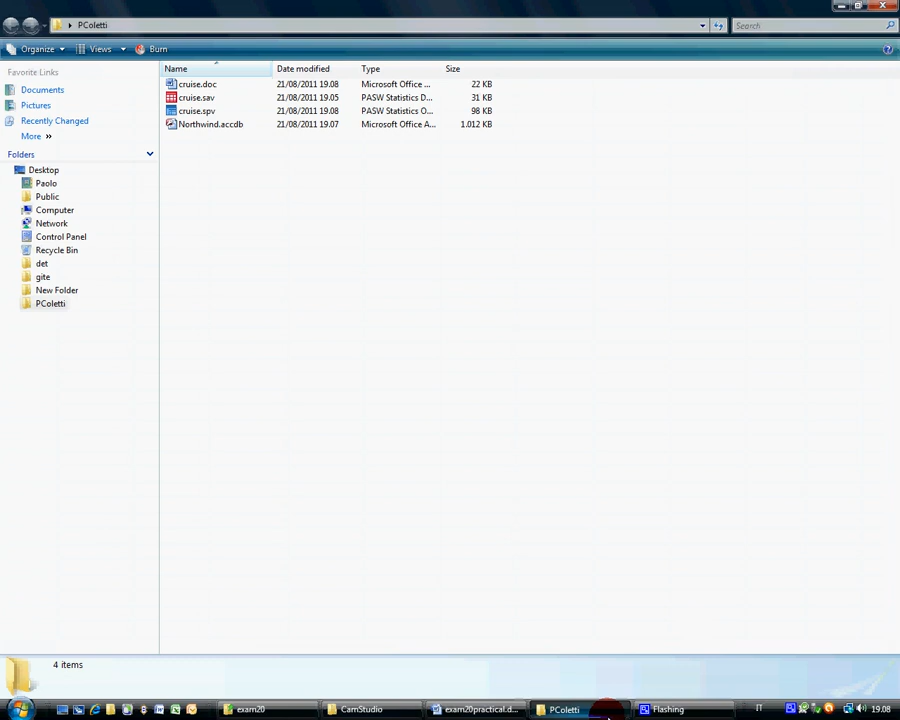 PColetti
Search
Organize Views Burn
Favorite Links
Documents
Pictures
Recently Changed
More »
Folders
Desktop
Paolo
Public
Computer
Network
Control Panel
Recycle Bin
det
gite
New Folder
PColetti
Name Date modified Type Size
cruise.doc 21/08/2011 19.08 Microsoft Office ... 22 KB
cruise.sav 21/08/2011 19.05 PASW Statistics D... 31 KB
cruise.spv 21/08/2011 19.08 PASW Statistics O... 98 KB
Northwind.accdb 21/08/2011 19.07 Microsoft Office A... 1.012 KB
4 items
exam20 CamStudio exam20practical.d... PColetti Flashing IT 19.08